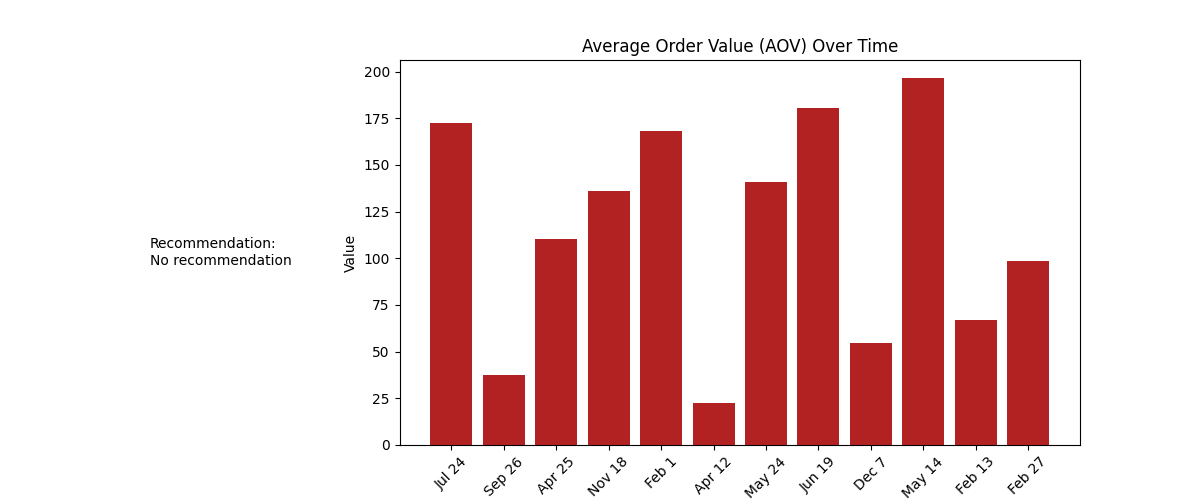 Average Order Value (AOV) Over Time
Recommendation:
No recommendation
Value
200
175
150
125
100
75
50
25
0
Jul 24
Sep 26
Apr 25
Nov 18
Feb 1
Apr 12
May 24
Jun 19
Dec 7
May 14
Feb 13
Feb 27